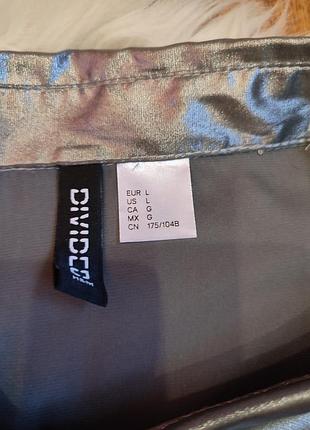 DIVIDED
H&M
EUR L
US L
CA G
MX G
CN 175/104B